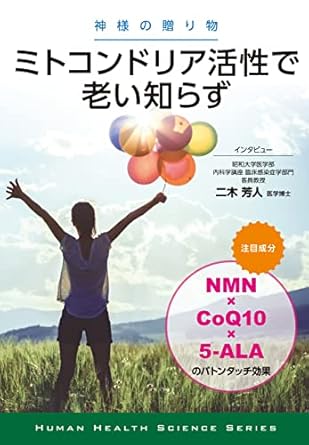 神様の贈り物
ミトコンドリア活性で
老い知らず
インタビュー
昭和大学医学部
内科学講座 臨床感染症学部門
客員教授
二木 芳人 医学博士
注目成分
NMN
×
CoQ10
×
5-ALA
のバトンタッチ効果
HUMAN HEALTH SCIENCE SERIES